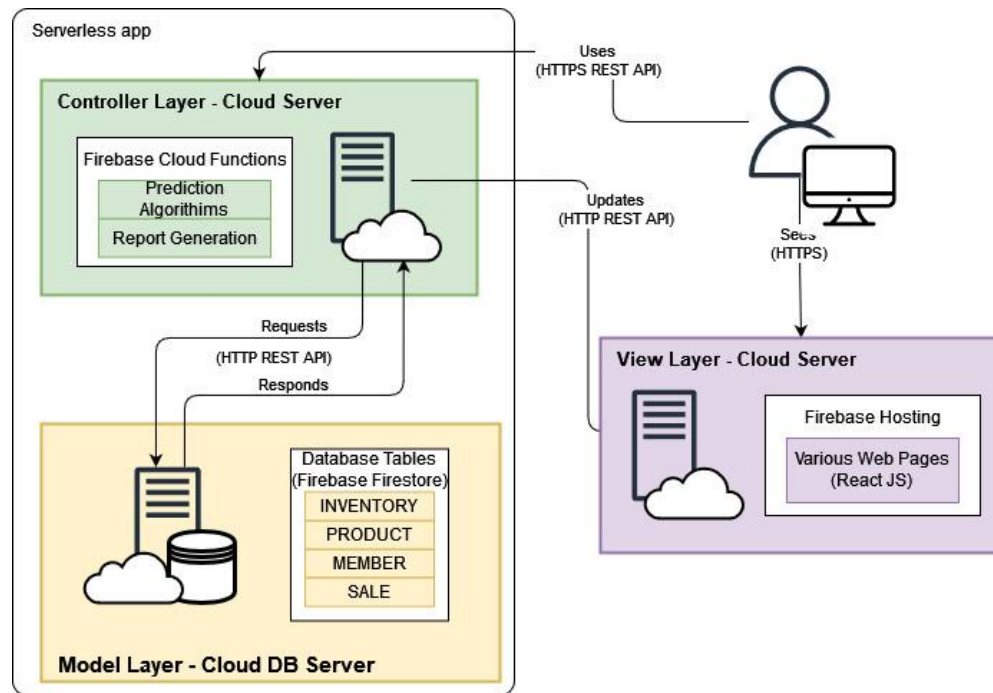 Serverless app
Uses
(HTTPS REST API)
Controller Layer - Cloud Server
Firebase Cloud Functions
Prediction
Algorithims
Report Generation
Updates
(HTTP REST API)
Sees
(HTTPS)
Requests
(HTTP REST API)
Responds
View Layer - Cloud Server
Firebase Hosting
Various Web Pages
(React JS)
Database Tables
(Firebase Firestore)
INVENTORY
PRODUCT
MEMBER
SALE
Model Layer - Cloud DB Server